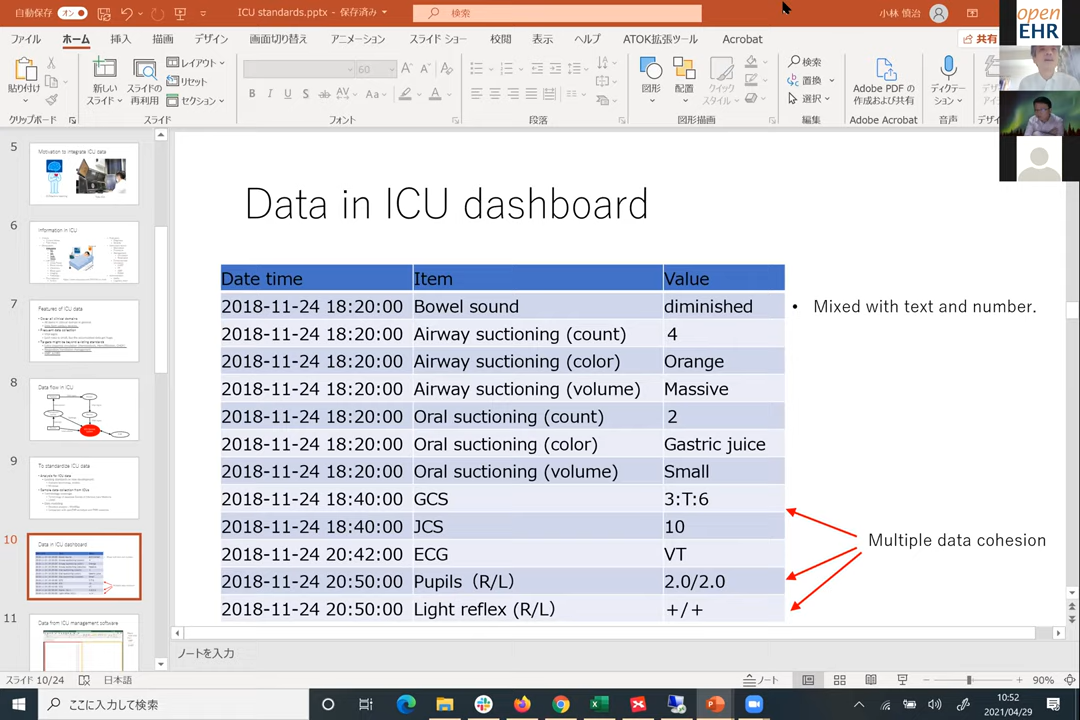 自動保存 オン
ICU standards.pptx - 保存済み
検索
小林 慎治
open
EHR
ファイル ホーム 挿入 描画 デザイン 画面切り替え アニメーション スライド ショー 校閲 表示 ヘルプ ATOK拡張ツール Acrobat 共有
貼り付け
クリップボード
新しい
スライド
スライドの
再利用
レイアウト
リセット
セクション
スライド
60
B I U S ab AV Aa A
フォント
段落
図形
配置
クイック
スタイル
図形描画
検索
置換
選択
編集
Adobe PDF の
作成および共有
Adobe Acrobat
ディクテー
ション
音声
5
Motivation to integrate ICU data
6
Information in ICU
7
Features of ICU data
8
Data flow in ICU
9
To standardize ICU data
10
Data in ICU dashboard
11
Data from ICU management software
Data in ICU dashboard
Date time Item Value
2018-11-24 18:20:00 Bowel sound diminished
2018-11-24 18:20:00 Airway suctioning (count) 4
2018-11-24 18:20:00 Airway suctioning (color) Orange
2018-11-24 18:20:00 Airway suctioning (volume) Massive
2018-11-24 18:20:00 Oral suctioning (count) 2
2018-11-24 18:20:00 Oral suctioning (color) Gastric juice
2018-11-24 18:20:00 Oral suctioning (volume) Small
2018-11-24 18:40:00 GCS 3:T:6
2018-11-24 18:40:00 JCS 10
2018-11-24 20:42:00 ECG VT
2018-11-24 20:50:00 Pupils（R/L） 2.0/2.0
2018-11-24 20:50:00 Light reflex (R/L) +/+
• Mixed with text and number.
Multiple data cohesion
ノートを入力
スライド 10/24 日本語
ノート
90%
ここに入力して検索
10:52
2021/04/29